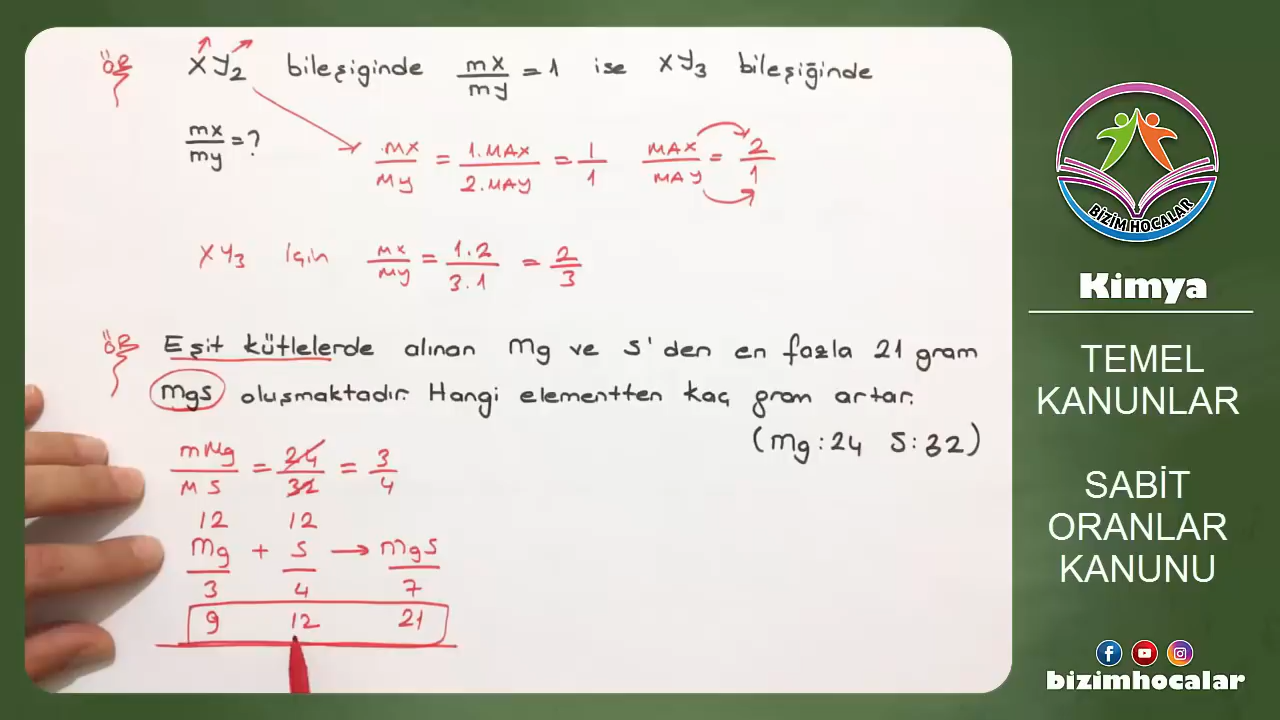 ÖR XY2 bileşiginde mx/my = 1 ise XY3 bileşiğinde
mx/my = ?
mx/my = 1.MAX/2.MAY = 1/1 MAX/MAY = 2/1
XY3 için mx/my = 1.2/3.1 = 2/3
ÖR Eşit kütlelerde alınan Mg ve S'den en fazla 21 gram
MgS oluşmaktadır. Hangi elementten kaç gram artar.
(Mg:24 S:32)
mMg/mS = 24/32 = 3/4
12 12
Mg + S → MgS
3 4 7
9 12 21
BİZİM HOCALAR
Kimya
TEMEL
KANUNLAR
SABİT
ORANLAR
KANUNU
bizimhocalar